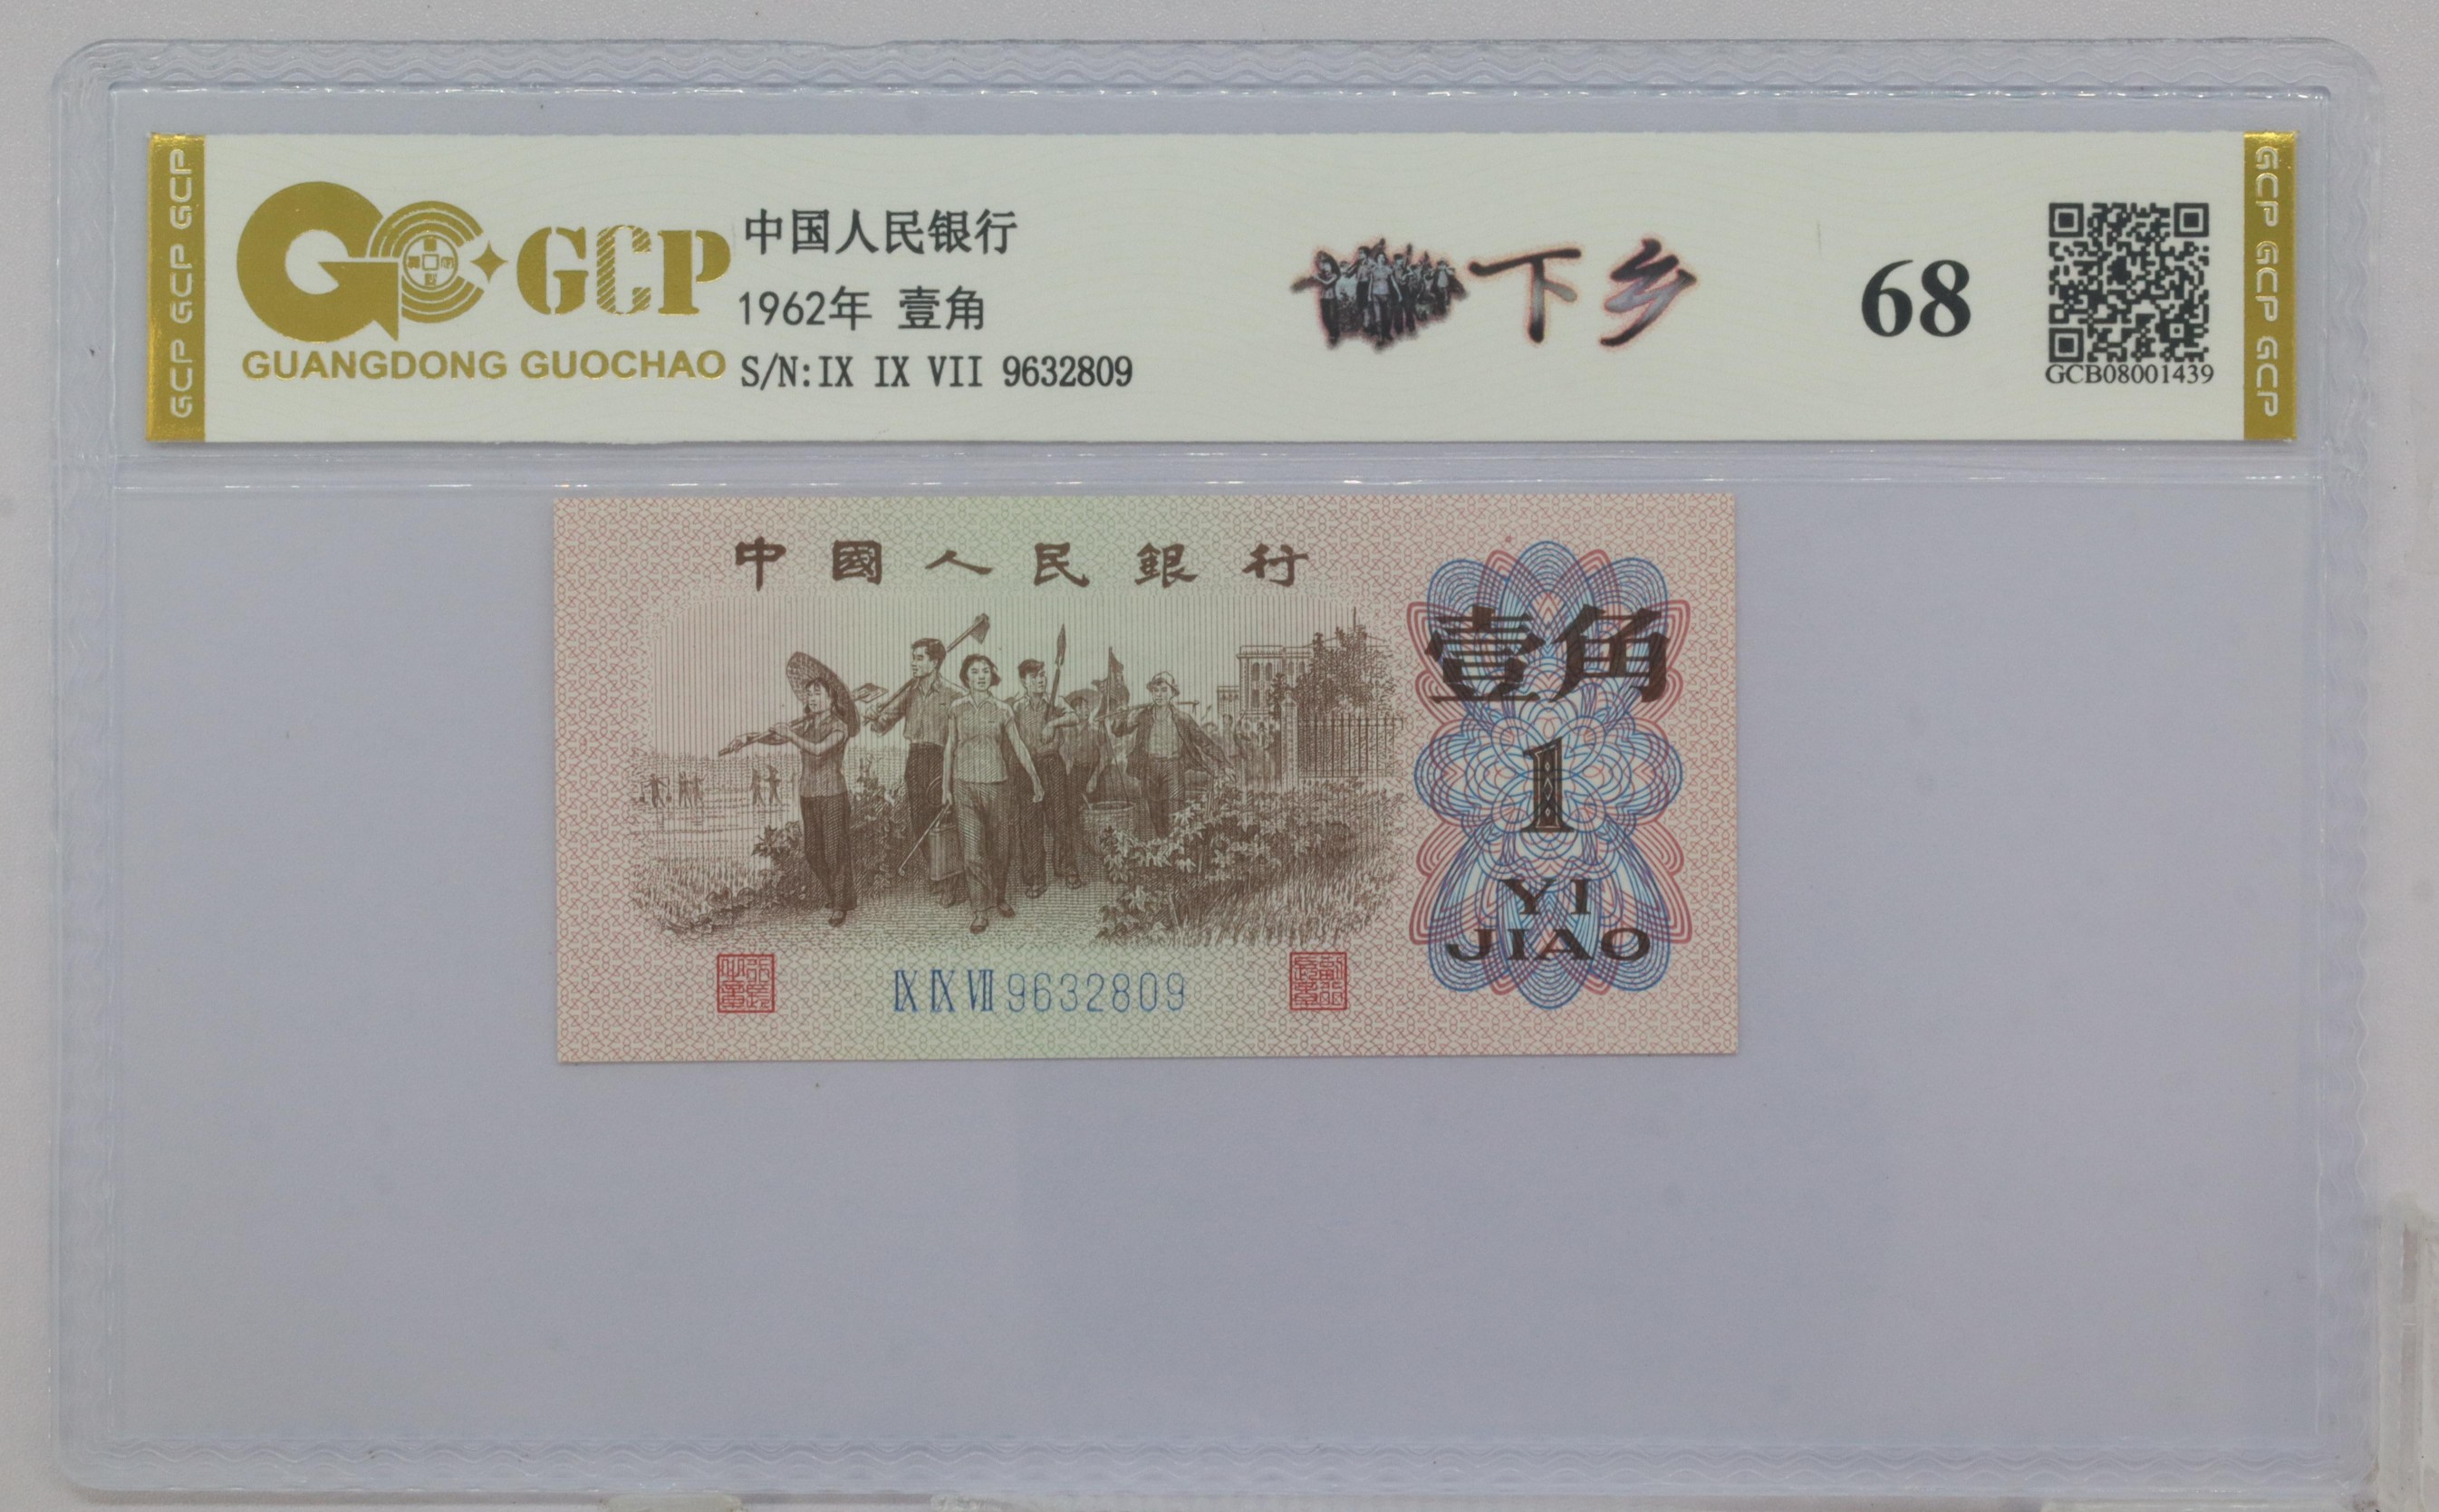 GCP GCP GCP
GCP
GUANGDONG GUOCHAO
中国人民银行
1962年 壹角
S/N:IX IX VII 9632809
下乡
68
GCB08001439
GCP GCP GCP
中國人民銀行
壹角
1
YI
JIAO
IX IX VII 9632809